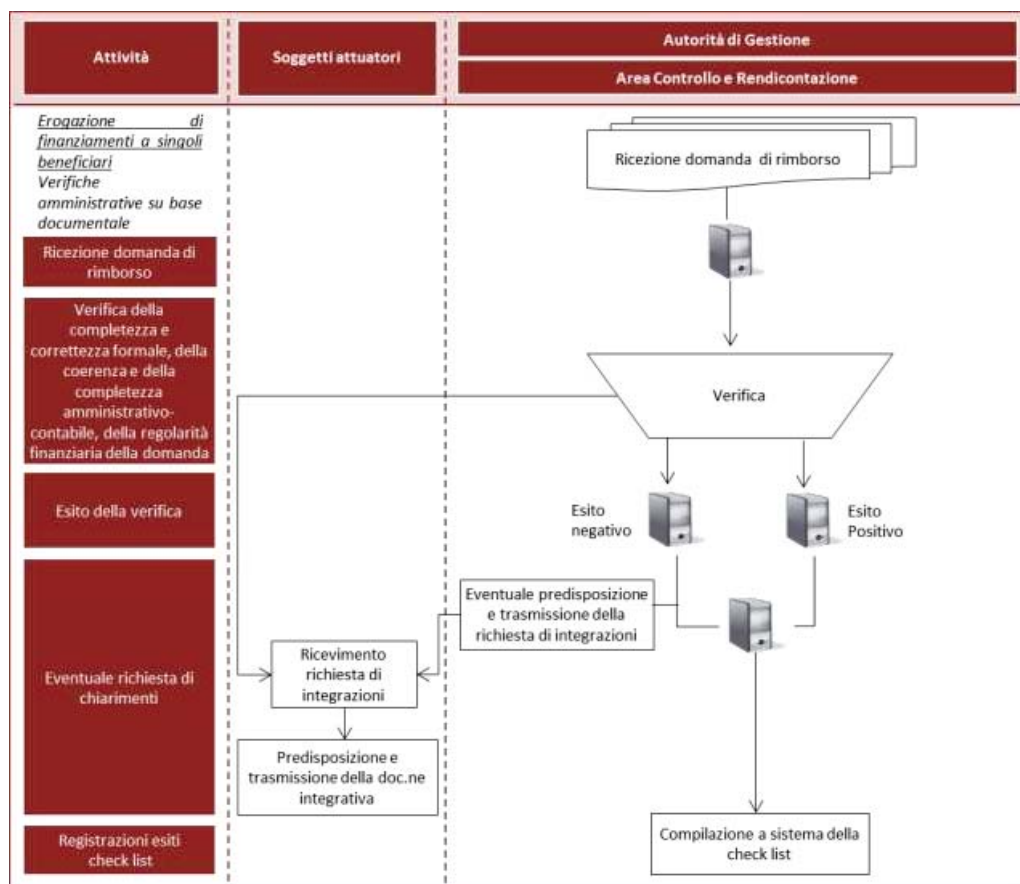 Attività
Soggetti attuatori
Autorità di Gestione
Area Controllo e Rendicontazione
Erogazione di
finanziamenti a singoli
beneficiari
Verifiche
amministrative su base
documentale
Ricezione domanda di rimborso
Ricezione domanda di
rimborso
Verifica della
completezza e
correttezza formale, della
coerenza e della
completezza
amministrativo-
contabile, della regolarità
finanziaria della domanda
Verifica
Esito della verifica
Esito
negativo
Esito
Positivo
Eventuale richiesta di
chiarimenti
Eventuale predisposizione
e trasmissione della
richiesta di integrazioni
Ricevimento
richiesta di
integrazioni
Predisposizione e
trasmissione della doc.ne
integrativa
Registrazioni esiti
check list
Compilazione a sistema della
check list